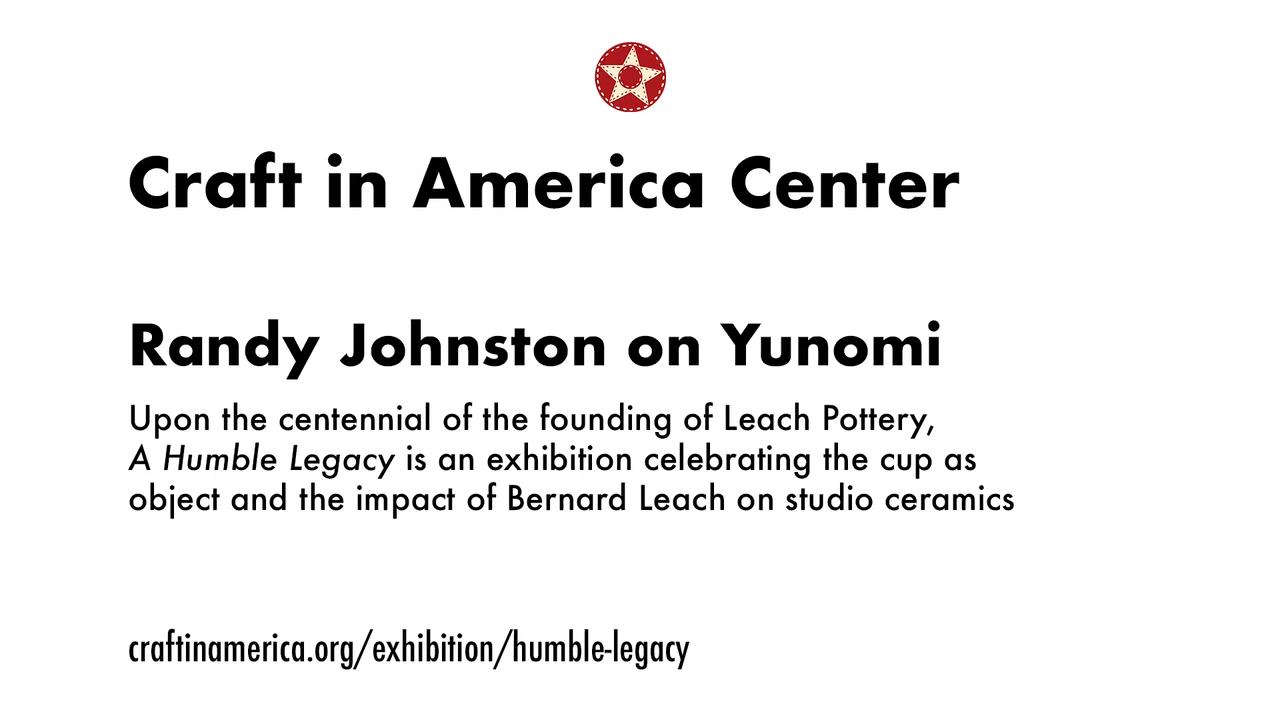 Craft in America Center
Randy Johnston on Yunomi
Upon the centennial of the founding of Leach Pottery,
A Humble Legacy is an exhibition celebrating the cup as
object and the impact of Bernard Leach on studio ceramics
craftinamerica.org/exhibition/humble-legacy